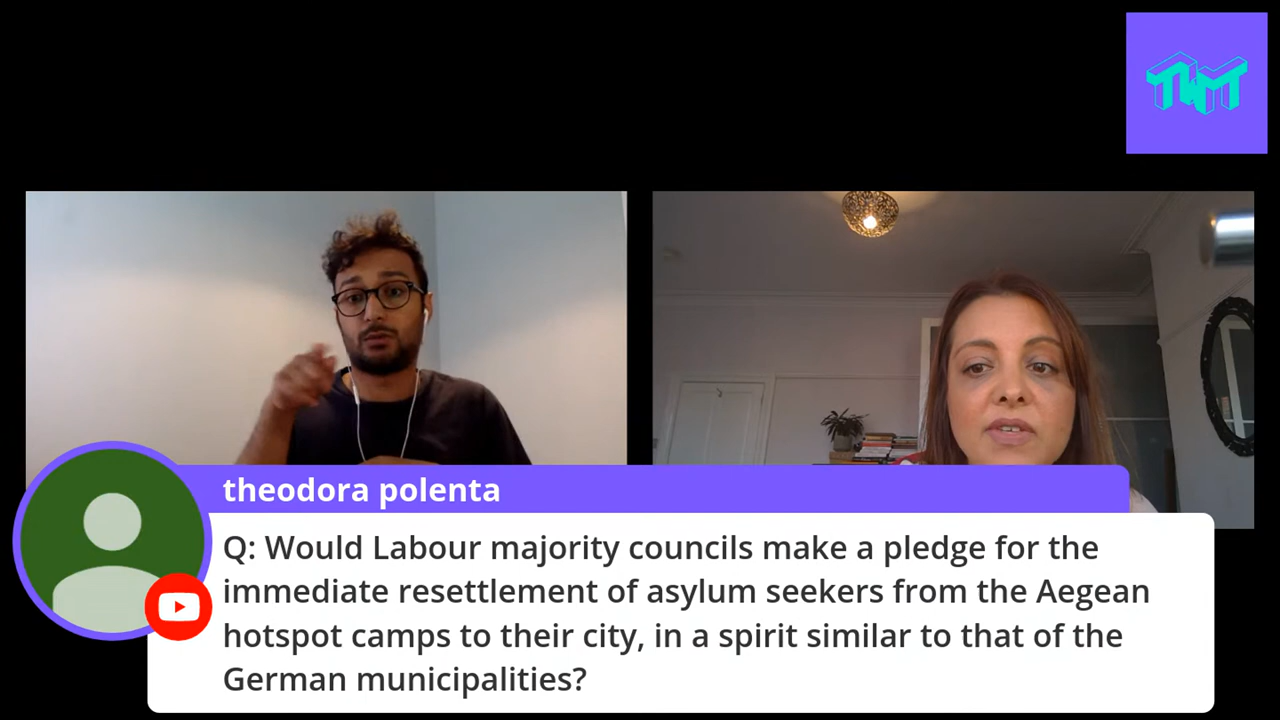 TWT
theodora polenta
Q: Would Labour majority councils make a pledge for the
immediate resettlement of asylum seekers from the Aegean
hotspot camps to their city, in a spirit similar to that of the
German municipalities?